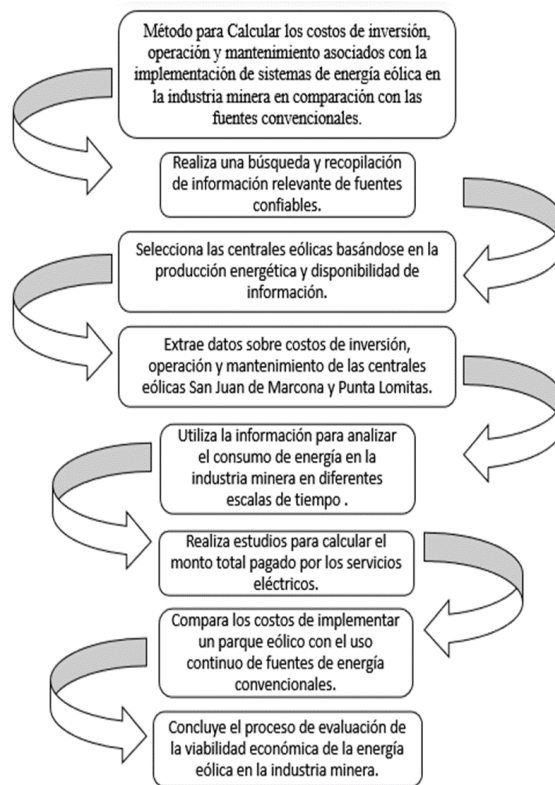 Método para Calcular los costos de inversión,
operación y mantenimiento asociados con la
implementación de sistemas de energía eólica en
la industria minera en comparación con las
fuentes convencionales.
Realiza una búsqueda y recopilación
de información relevante de fuentes
confiables.
Selecciona las centrales eólicas basándose en la
producción energética y disponibilidad de
información.
Extrae datos sobre costos de inversión,
operación y mantenimiento de las centrales
eólicas San Juan de Marcona y Punta Lomitas.
Utiliza la información para analizar
el consumo de energía en la
industria minera en diferentes
escalas de tiempo .
Realiza estudios para calcular el
monto total pagado por los servicios
eléctricos.
Compara los costos de implementar
un parque eólico con el uso
continuo de fuentes de energía
convencionales.
Concluye el proceso de evaluación de
la viabilidad económica de la energía
eólica en la industria minera.